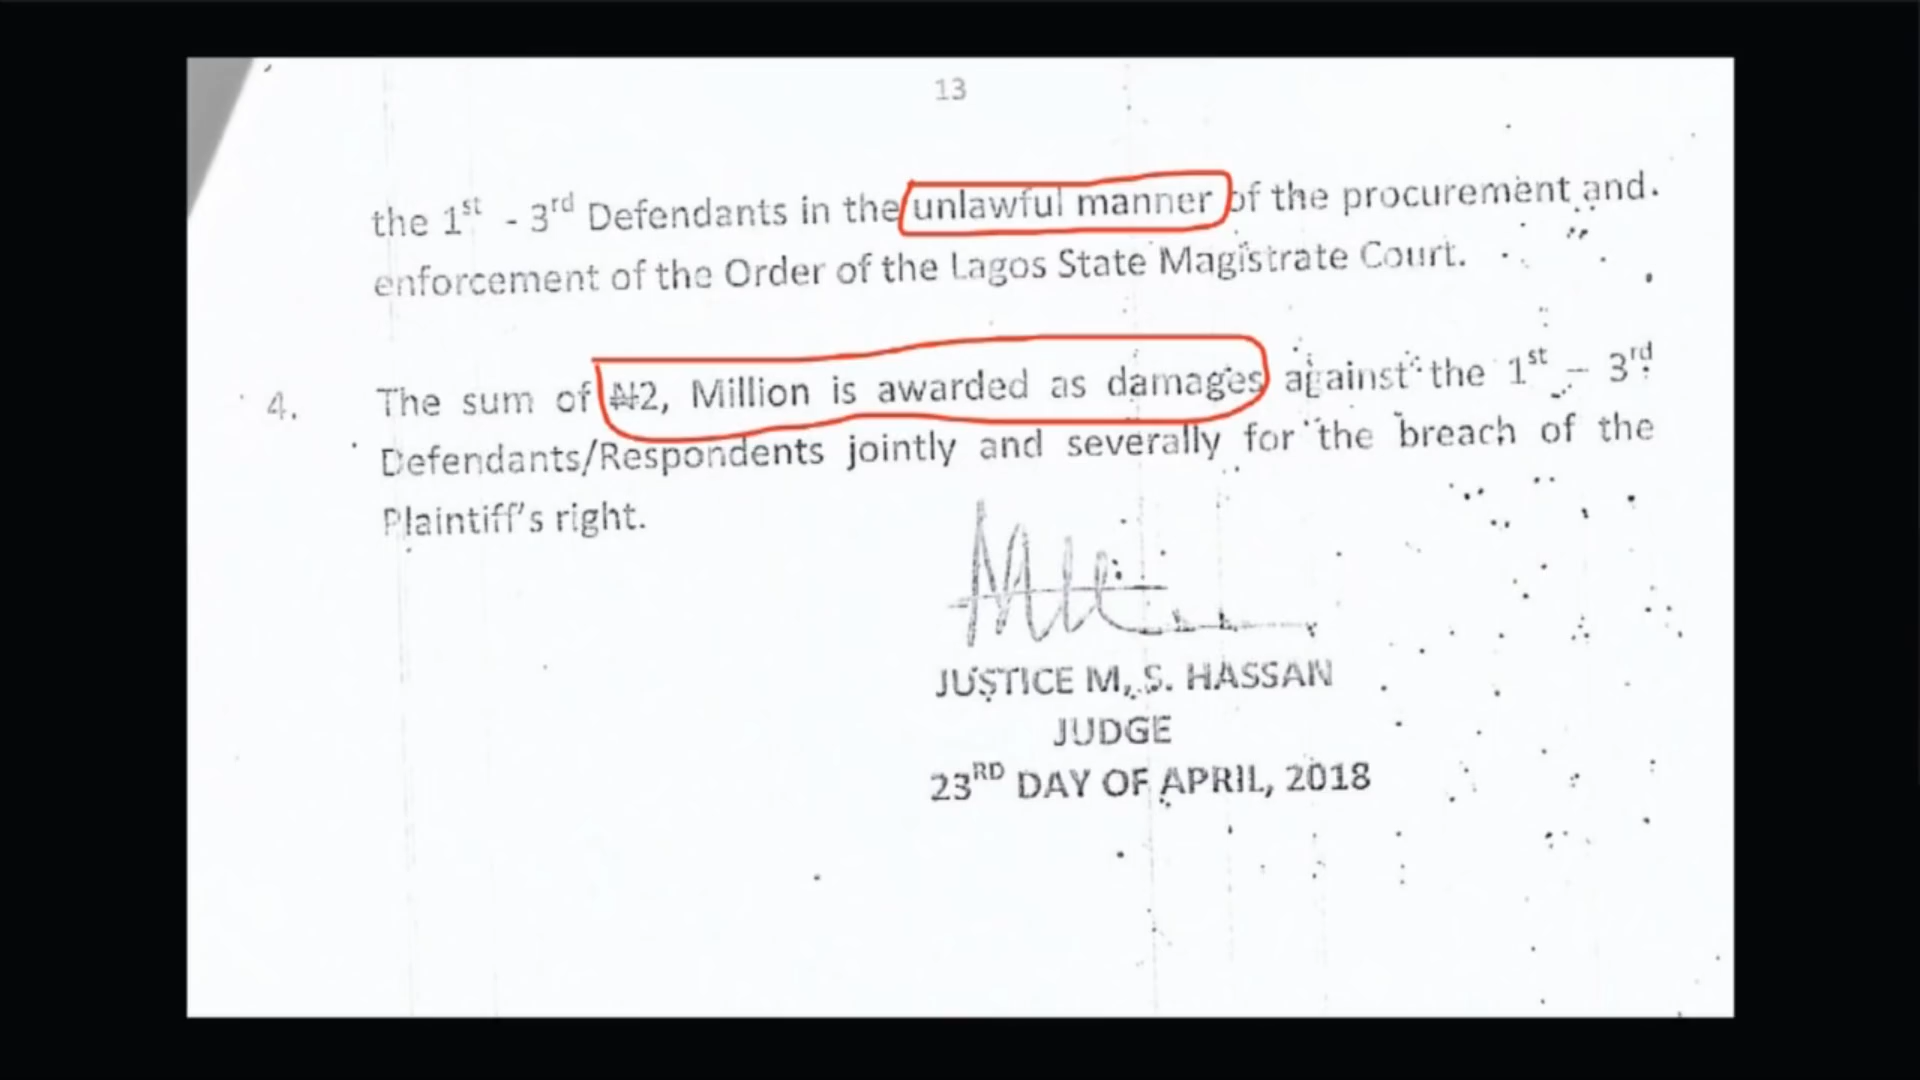 13
the 1st - 3rd Defendants in the unlawful manner of the procurement and.
enforcement of the Order of the Lagos State Magistrate Court.
4. The sum of ₦2, Million is awarded as damages against the 1st – 3rd
Defendants/Respondents jointly and severally for the breach of the
Plaintiff's right.
JUSTICE M. S. HASSAN
JUDGE
23RD DAY OF APRIL, 2018